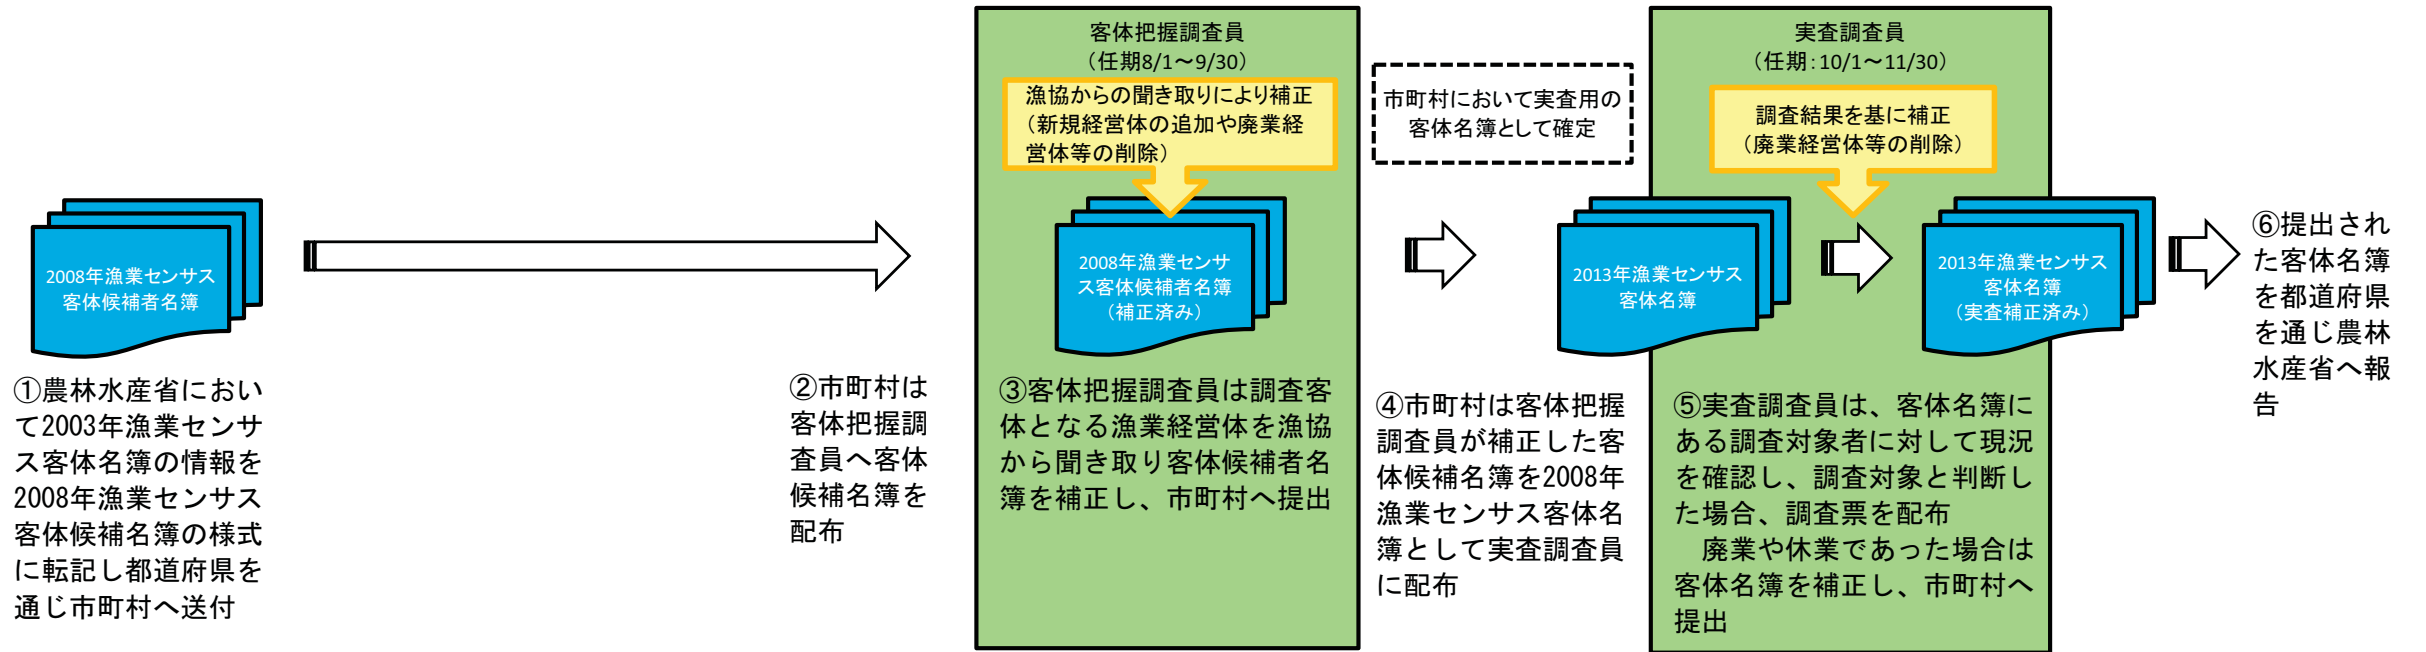 2008年漁業センサス
客体候補者名簿
①農林水産省におい
て2003年漁業センサ
ス客体名簿の情報を
2008年漁業センサス
客体候補名簿の様式
に転記し都道府県を
通じ市町村へ送付
②市町村は
客体把握調
査員へ客体
候補名簿を
配布
客体把握調査員
（任期8/1～9/30）
漁協からの聞き取りにより補正
（新規経営体の追加や廃業経
営体等の削除）
2008年漁業センサ
ス客体候補者名簿
（補正済み）
③客体把握調査員は調査客
体となる漁業経営体を漁協
から聞き取り客体候補者名
簿を補正し、市町村へ提出
市町村において実査用の
客体名簿として確定
④市町村は客体把握
調査員が補正した客
体候補名簿を2008年
漁業センサス客体名
簿として実査調査員
に配布
実査調査員
（任期：10/1～11/30）
調査結果を基に補正
（廃業経営体等の削除）
2013年漁業センサス
客体名簿
2013年漁業センサス
客体名簿
（実査補正済み）
⑤実査調査員は、客体名簿に
ある調査対象者に対して現況
を確認し、調査対象と判断し
た場合、調査票を配布
　廃業や休業であった場合は
客体名簿を補正し、市町村へ
提出
⑥提出され
た客体名簿
を都道府県
を通じ農林
水産省へ報
告